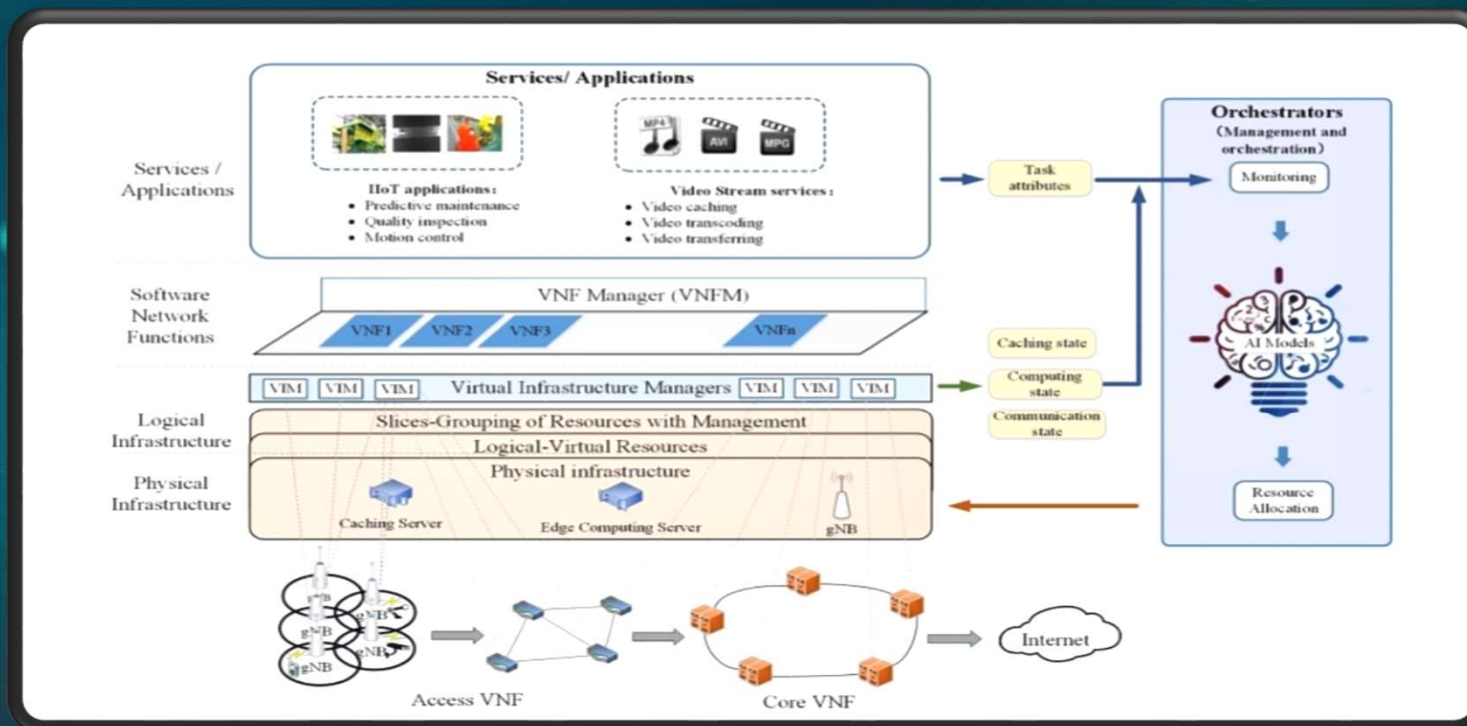 Services/ Applications
MP4
AVI
MPG
IIoT applications:
• Predictive maintenance
• Quality inspection
• Motion control
Video Stream services:
• Video caching
• Video transcoding
• Video transferring
Services /
Applications
Task
attributes
Orchestrators
(Management and
orchestration)
Monitoring
AI Models
Resource
Allocation
Software
Network
Functions
VNF Manager (VNFM)
VNF1
VNF2
VNF3
VNFn
Caching state
Computing
state
Communication
state
VIM
VIM
VIM
Virtual Infrastructure Managers
VIM
VIM
VIM
Logical
Infrastructure
Slices-Grouping of Resources with Management
Logical-Virtual Resources
Physical
Infrastructure
Physical infrastructure
Caching Server
Edge Computing Server
gNB
gNB
gNB
gNB
gNB
gNB
Access VNF
Core VNF
Internet